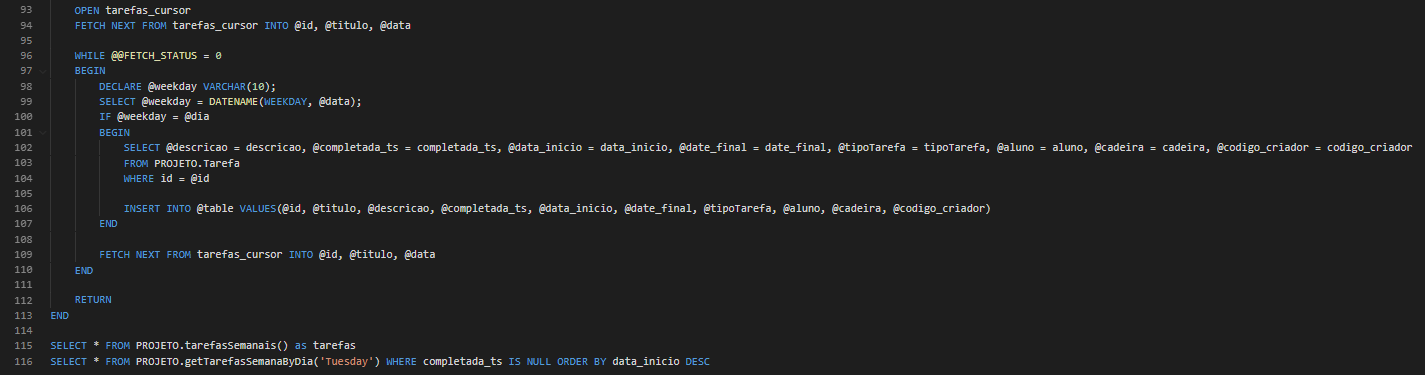 93 OPEN tarefas_cursor
94 FETCH NEXT FROM tarefas_cursor INTO @id, @titulo, @data
95
96 WHILE @@FETCH_STATUS = 0
97 BEGIN
98 DECLARE @weekday VARCHAR(10);
99 SELECT @weekday = DATENAME(WEEKDAY, @data);
100 IF @weekday = @dia
101 BEGIN
102 SELECT @descricao = descricao, @completada_ts = completada_ts, @data_inicio = data_inicio, @date_final = date_final, @tipoTarefa = tipoTarefa, @aluno = aluno, @cadeira = cadeira, @codigo_criador = codigo_criador
103 FROM PROJETO.Tarefa
104 WHERE id = @id
105
106 INSERT INTO @table VALUES(@id, @titulo, @descricao, @completada_ts, @data_inicio, @date_final, @tipoTarefa, @aluno, @cadeira, @codigo_criador)
107 END
108
109 FETCH NEXT FROM tarefas_cursor INTO @id, @titulo, @data
110 END
111
112 RETURN
113 END
114
115 SELECT * FROM PROJETO.tarefasSemanais() as tarefas
116 SELECT * FROM PROJETO.getTarefasSemanaByDia('Tuesday') WHERE completada_ts IS NULL ORDER BY data_inicio DESC